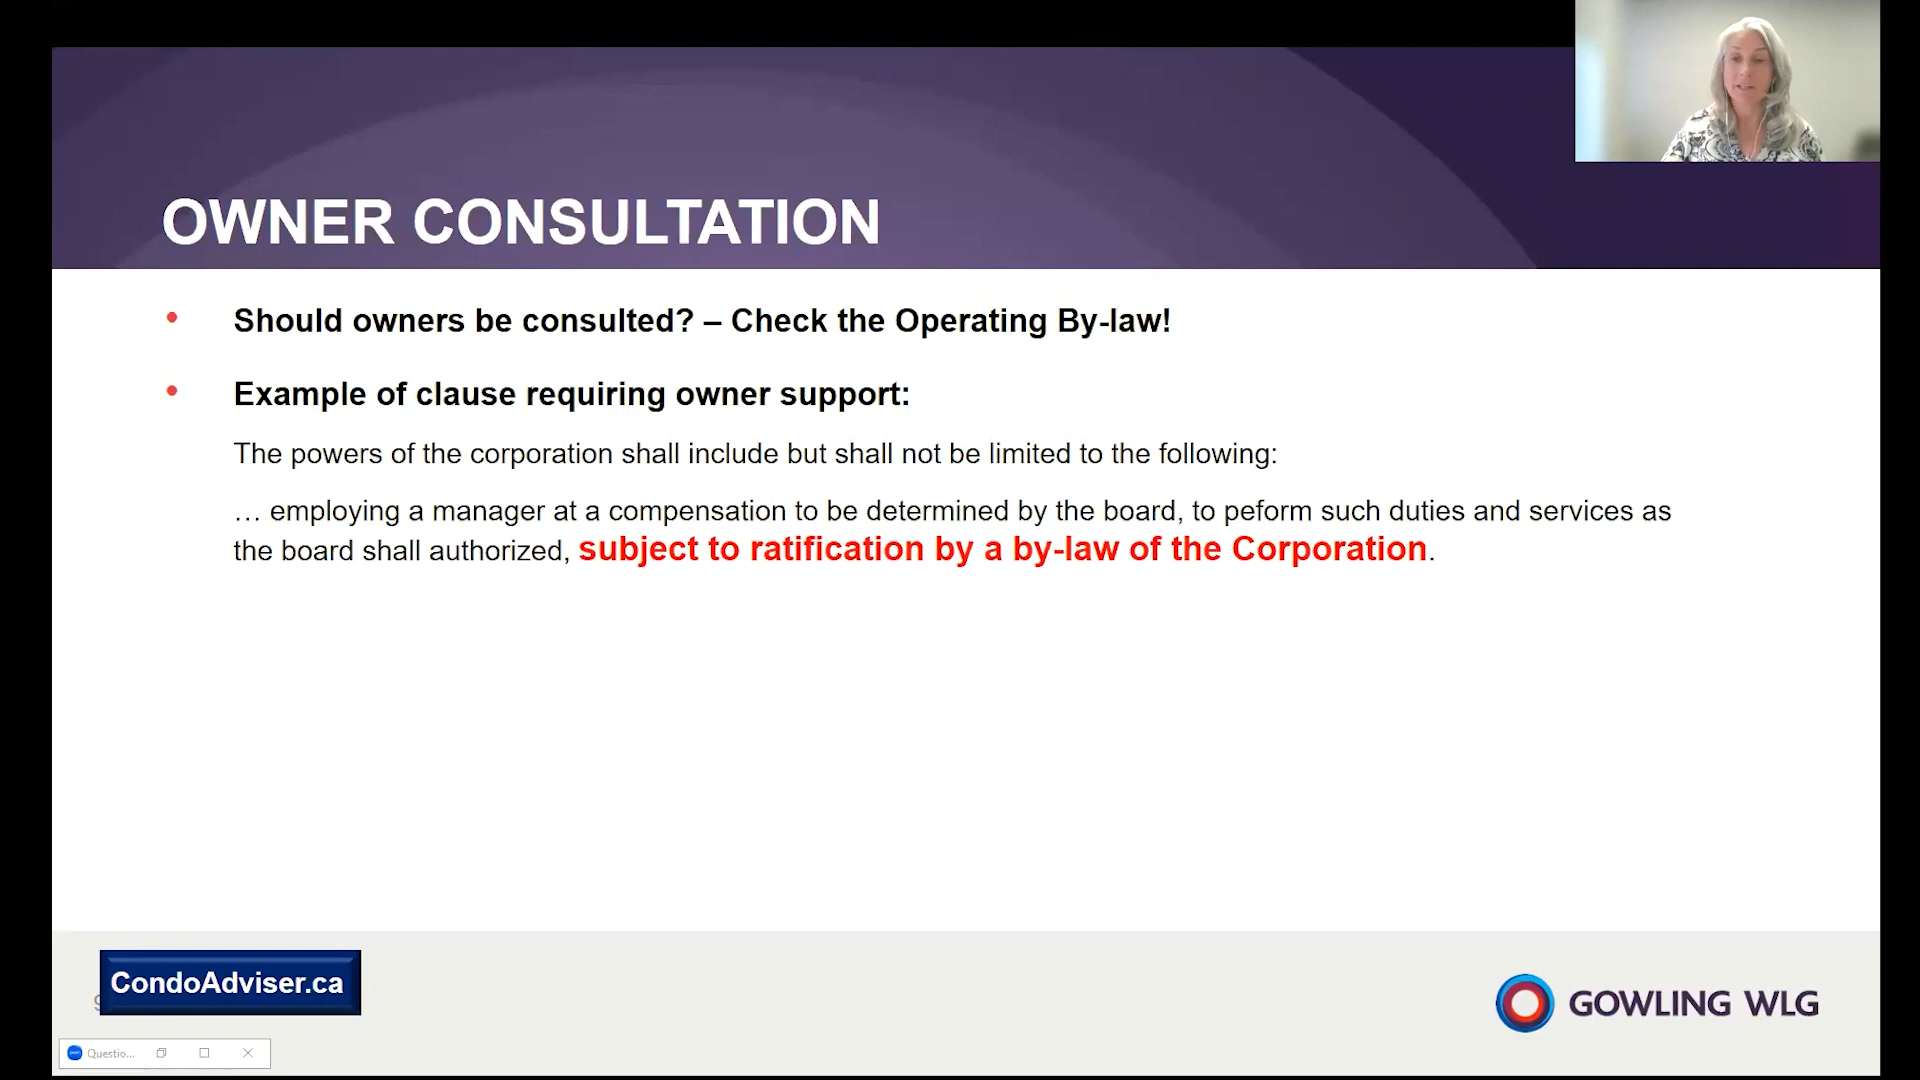 OWNER CONSULTATION
• Should owners be consulted? – Check the Operating By-law!
• Example of clause requiring owner support:
The powers of the corporation shall include but shall not be limited to the following:
… employing a manager at a compensation to be determined by the board, to peform such duties and services as
the board shall authorized, subject to ratification by a by-law of the Corporation.
CondoAdviser.ca
GOWLING WLG
Questio...